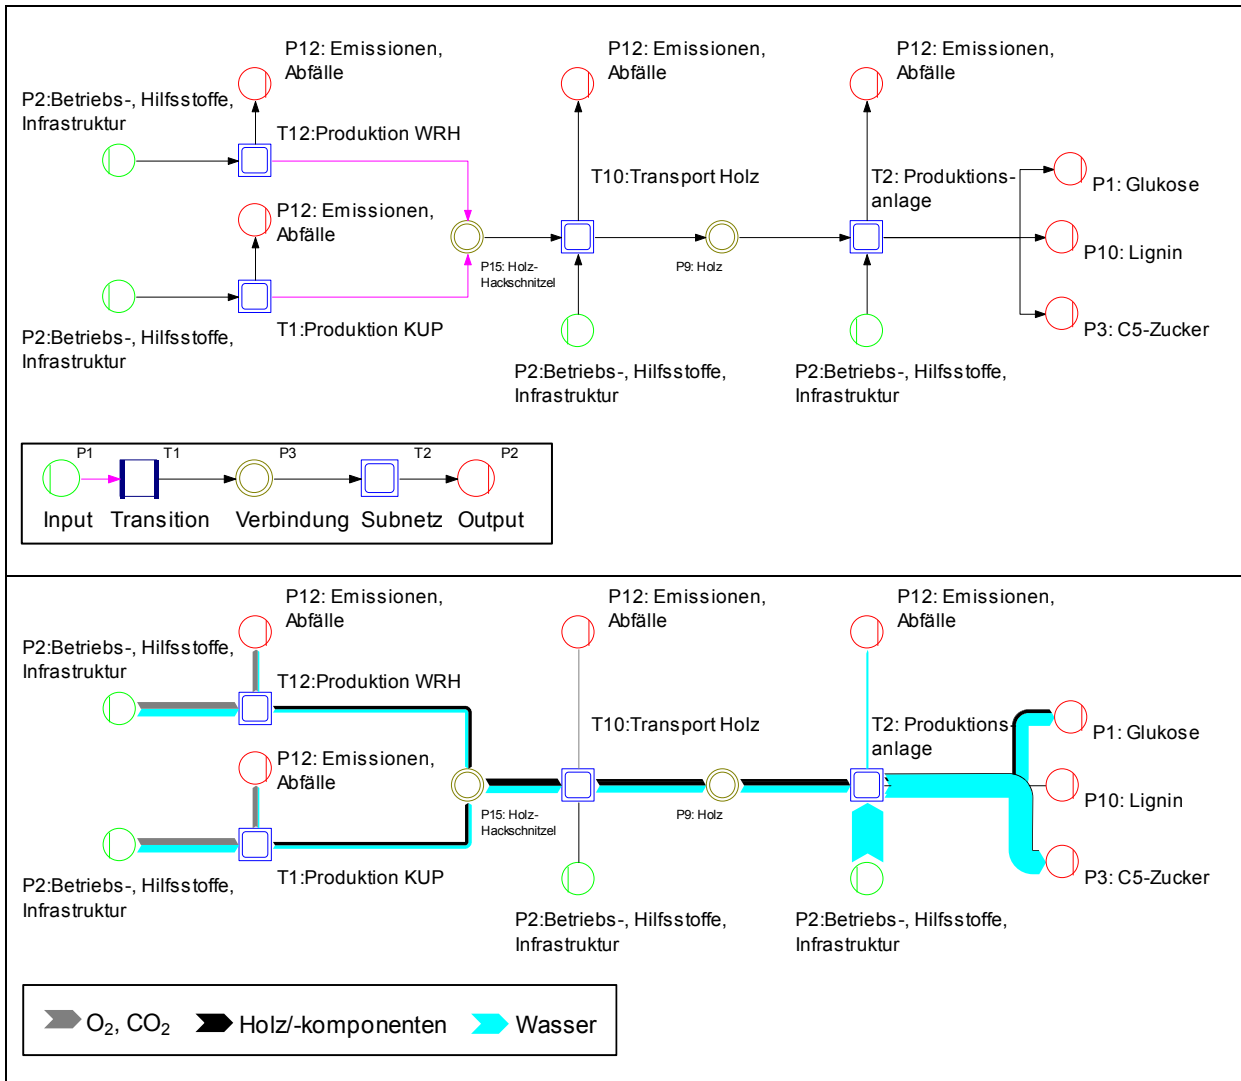 P12: Emissionen,
Abfälle
P12: Emissionen,
Abfälle
P12: Emissionen,
Abfälle
P2:Betriebs-, Hilfsstoffe,
Infrastruktur
T12:Produktion WRH
T10:Transport Holz
T2: Produktions-
anlage
P1: Glukose
P12: Emissionen,
Abfälle
P15: Holz-
Hackschnitzel
P9: Holz
P10: Lignin
P2:Betriebs-, Hilfsstoffe,
Infrastruktur
T1:Produktion KUP
P3: C5-Zucker
P2:Betriebs-, Hilfsstoffe,
Infrastruktur
P2:Betriebs-, Hilfsstoffe,
Infrastruktur
P1 T1 P3 T2 P2
Input Transition Verbindung Subnetz Output
P12: Emissionen,
Abfälle
P12: Emissionen,
Abfälle
P12: Emissionen,
Abfälle
P2:Betriebs-, Hilfsstoffe,
Infrastruktur
T12:Produktion WRH
T10:Transport Holz
T2: Produktions-
anlage
P1: Glukose
P12: Emissionen,
Abfälle
P15: Holz-
Hackschnitzel
P9: Holz
P10: Lignin
P2:Betriebs-, Hilfsstoffe,
Infrastruktur
T1:Produktion KUP
P3: C5-Zucker
P2:Betriebs-, Hilfsstoffe,
Infrastruktur
P2:Betriebs-, Hilfsstoffe,
Infrastruktur
O₂, CO₂ Holz/-komponenten Wasser